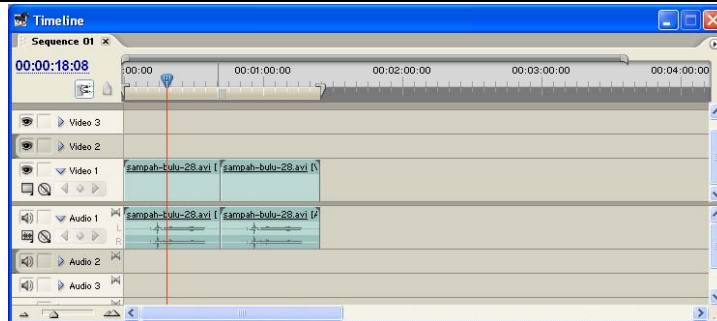 Timeline
Sequence 01
00:00:18:08
:00:00 00:01:00:00 00:02:00:00 00:03:00:00 00:04:00:00
Video 3
Video 2
Video 1
sampah-bulu-28.avi [ sampah-bulu-28.avi [V
Audio 1
sampah-bulu-28.avi [ sampah-bulu-28.avi [A
L
R
Audio 2
Audio 3